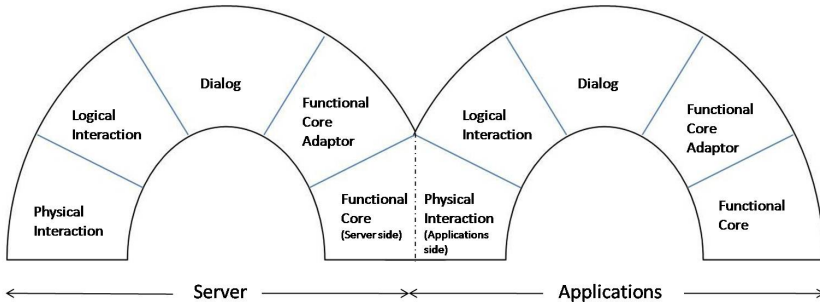 Physical
Interaction
Logical
Interaction
Dialog
Functional
Core
Adaptor
Functional
Core
(Server side)
Physical
Interaction
(Applications
side)
Logical
Interaction
Dialog
Functional
Core
Adaptor
Functional
Core
Server
Applications